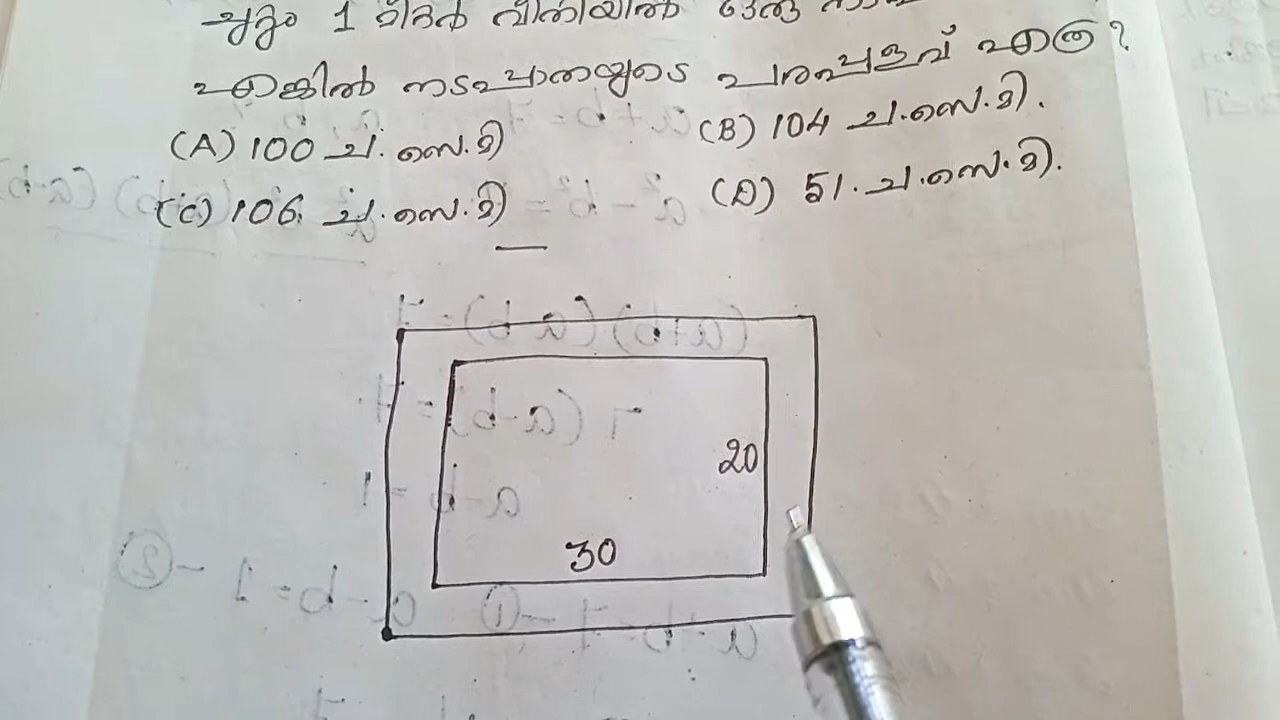 ചുറ്റും 1 മീറ്റർ വീതിയിൽ ഒരു
എങ്കിൽ നടപ്പാതയുടെ പരപ്പളവ് എത്ര?
(A) 100 ച.സെ.മീ (B) 104 ച.സെ.മീ.
(C) 106 ച.സെ.മീ (D) 51 ച.സെ.മീ.
20
30